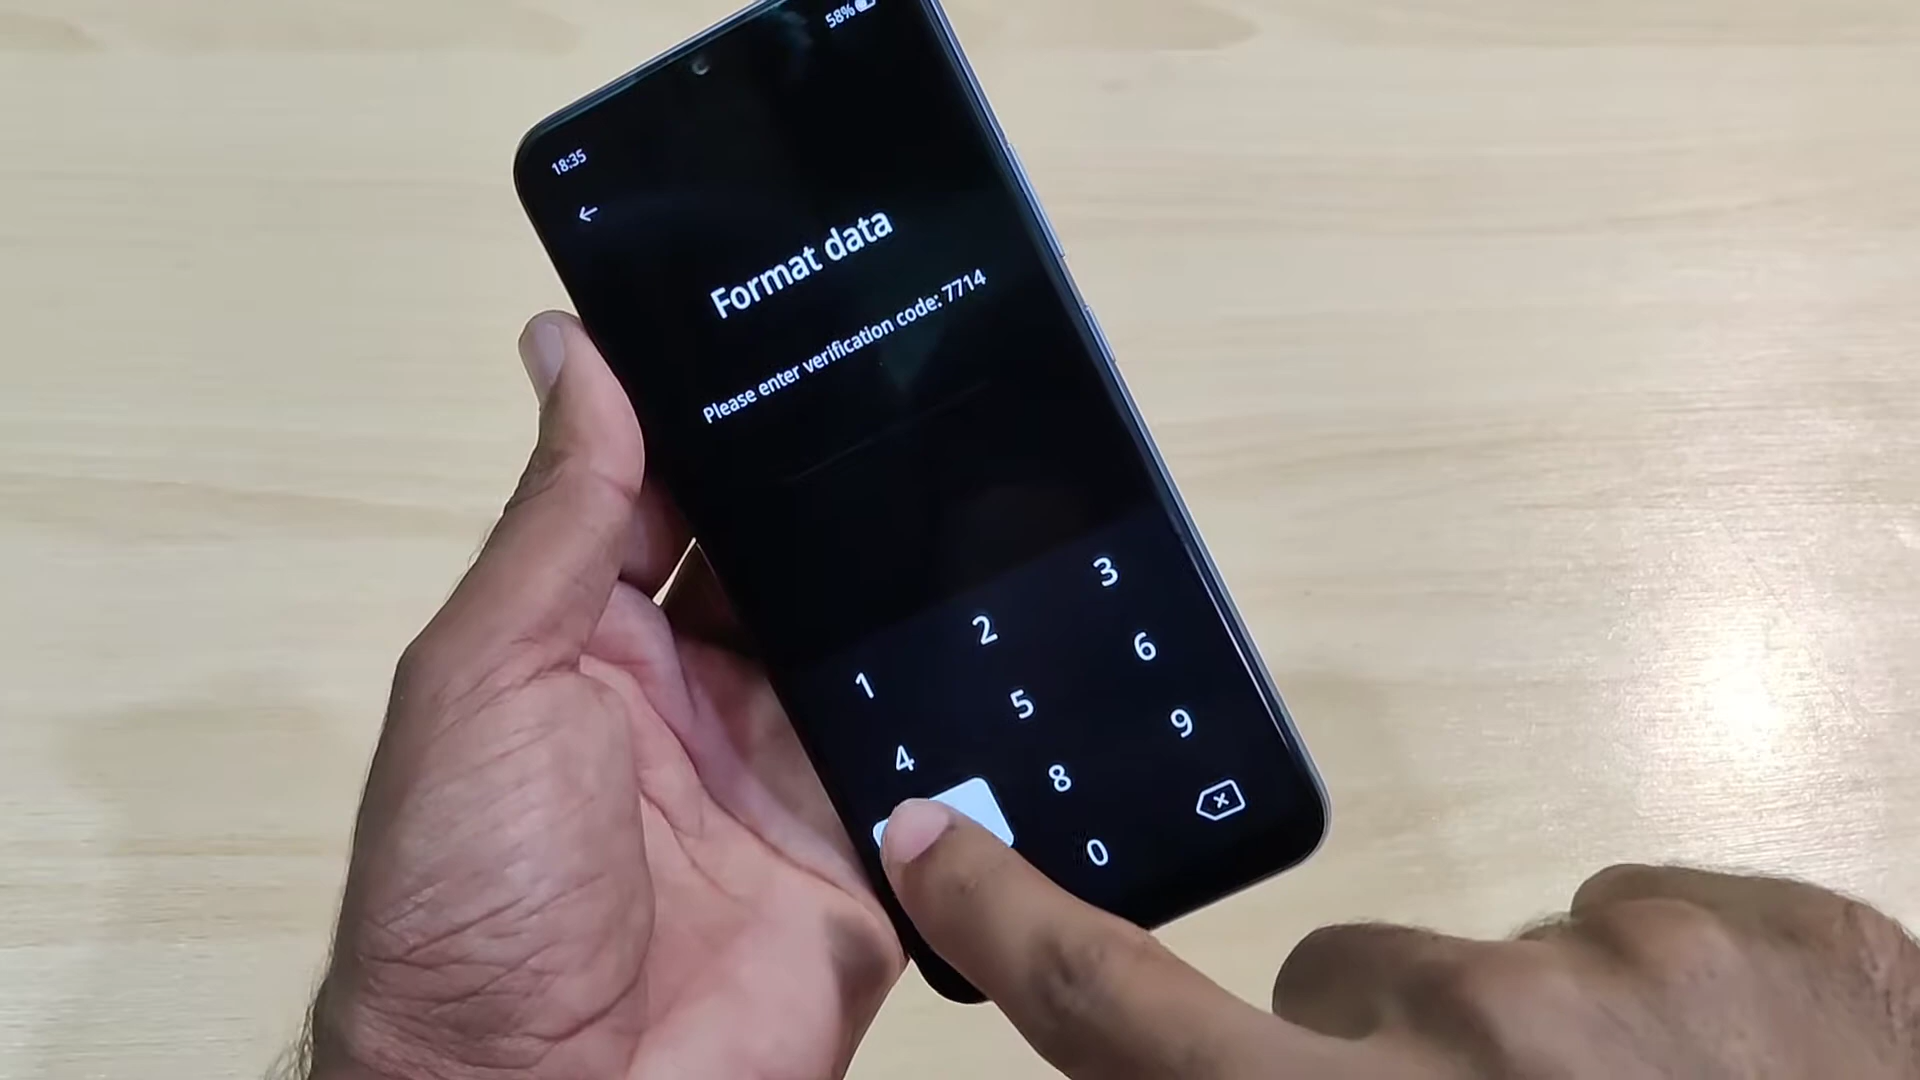 58%
18:35
Format data
Please enter verification code: 7714
1 2 3
4 5 6
8 9
0